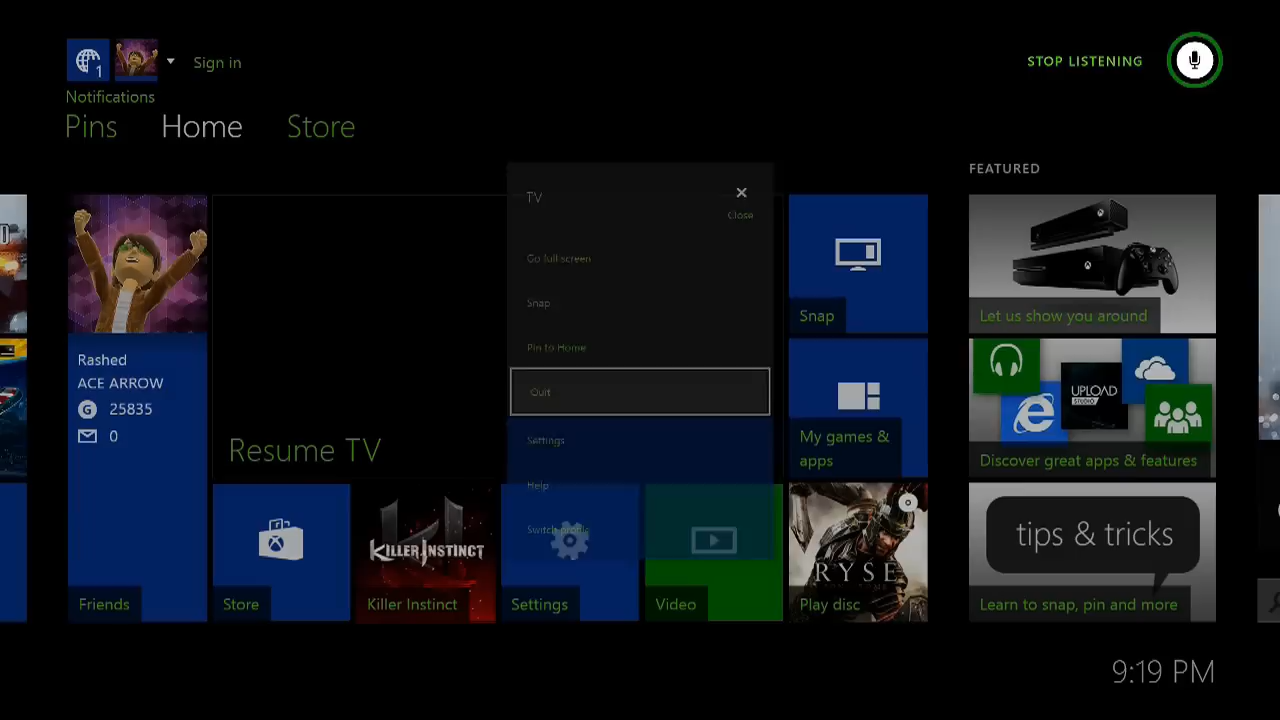 1
Sign in
STOP LISTENING
Notifications
Pins
Home
Store
FEATURED
TV
Close
Go full screen
Snap
Pin to Home
Quit
Settings
Help
Rashed
ACE ARROW
G 25835
0
Friends
Resume TV
Store
KILLER INSTINCT
Killer Instinct
Settings
Video
Snap
My games &
apps
RYSE
Play disc
Let us show you around
UPLOAD
STUDIO
Discover great apps & features
tips & tricks
Learn to snap, pin and more
9:19 PM